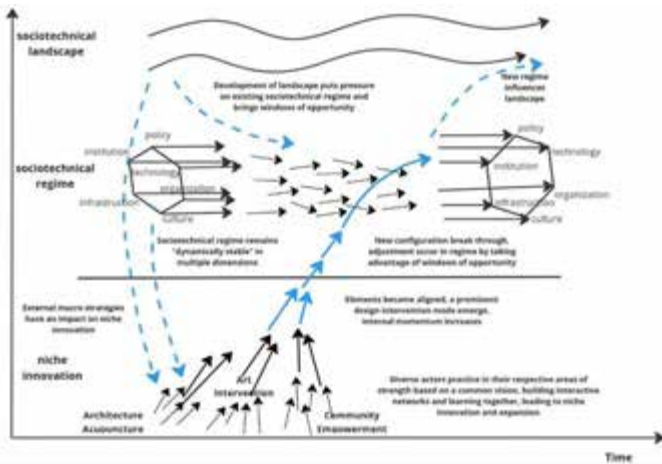 sociotechnical
landscape
Development of landscape puts pressure
on existing sociotechnical regime and
brings windows of opportunity
New regime
influences
landscape
policy
institution
technology
organization
infrastruction
culture
sociotechnical
regime
policy
technology
institution
organization
infrastruction
culture
Sociotechnical regime remains
"dynamically stable" in
multiple dimensions
New configuration break through,
adjustment occur in regime by taking
advantage of windows of opportunity
External macro strategies
have an impact on niche
innovation
Elements became aligned, a prominent
design intervention mode emerge,
internal momentum increases
niche
innovation
Art
Intervention
Architecture
Acupuncture
Community
Empowerment
Diverse actors practice in their respective areas of
strength based on a common vision, building interactive
networks and learning together, leading to niche
innovation and expansion
Time